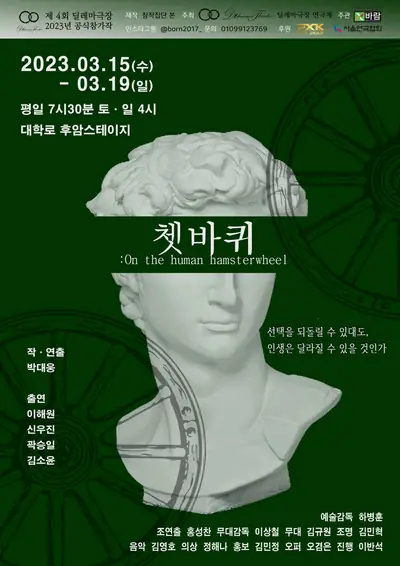 제 4회 딜레마극장
2023년 공식참가작
제작 창작집단 본 주최 딜레마극장 연극제 주관 바람
인스타그램 @born2017_ 문의 01099123769 후원 PXK 서울연극협회
2023.03.15(수)
- 03.19(일)
평일 7시30분 토 · 일 4시
대학로 후암스테이지
쳇바퀴
:On the human hamsterwheel
선택을 되돌릴 수 있대도,
인생은 달라질 수 있을 것인가
작 · 연출
박대웅
출연
이해원
신우진
곽승일
김소윤
예술감독 하병훈
조연출 홍성찬 무대감독 이상철 무대 김규원 조명 김민혁
음악 김영호 의상 정해나 홍보 김민정 오퍼 오겸은 진행 이반석